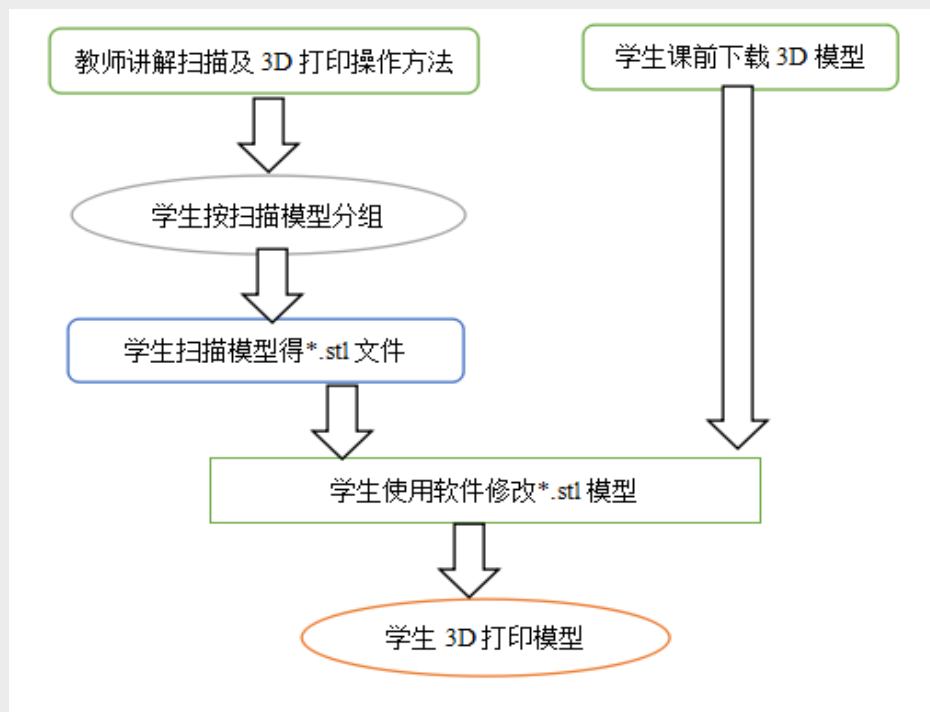 教师讲解扫描及 3D 打印操作方法
学生课前下载 3D 模型
学生按扫描模型分组
学生扫描模型得*.stl 文件
学生使用软件修改*.stl 模型
学生 3D 打印模型